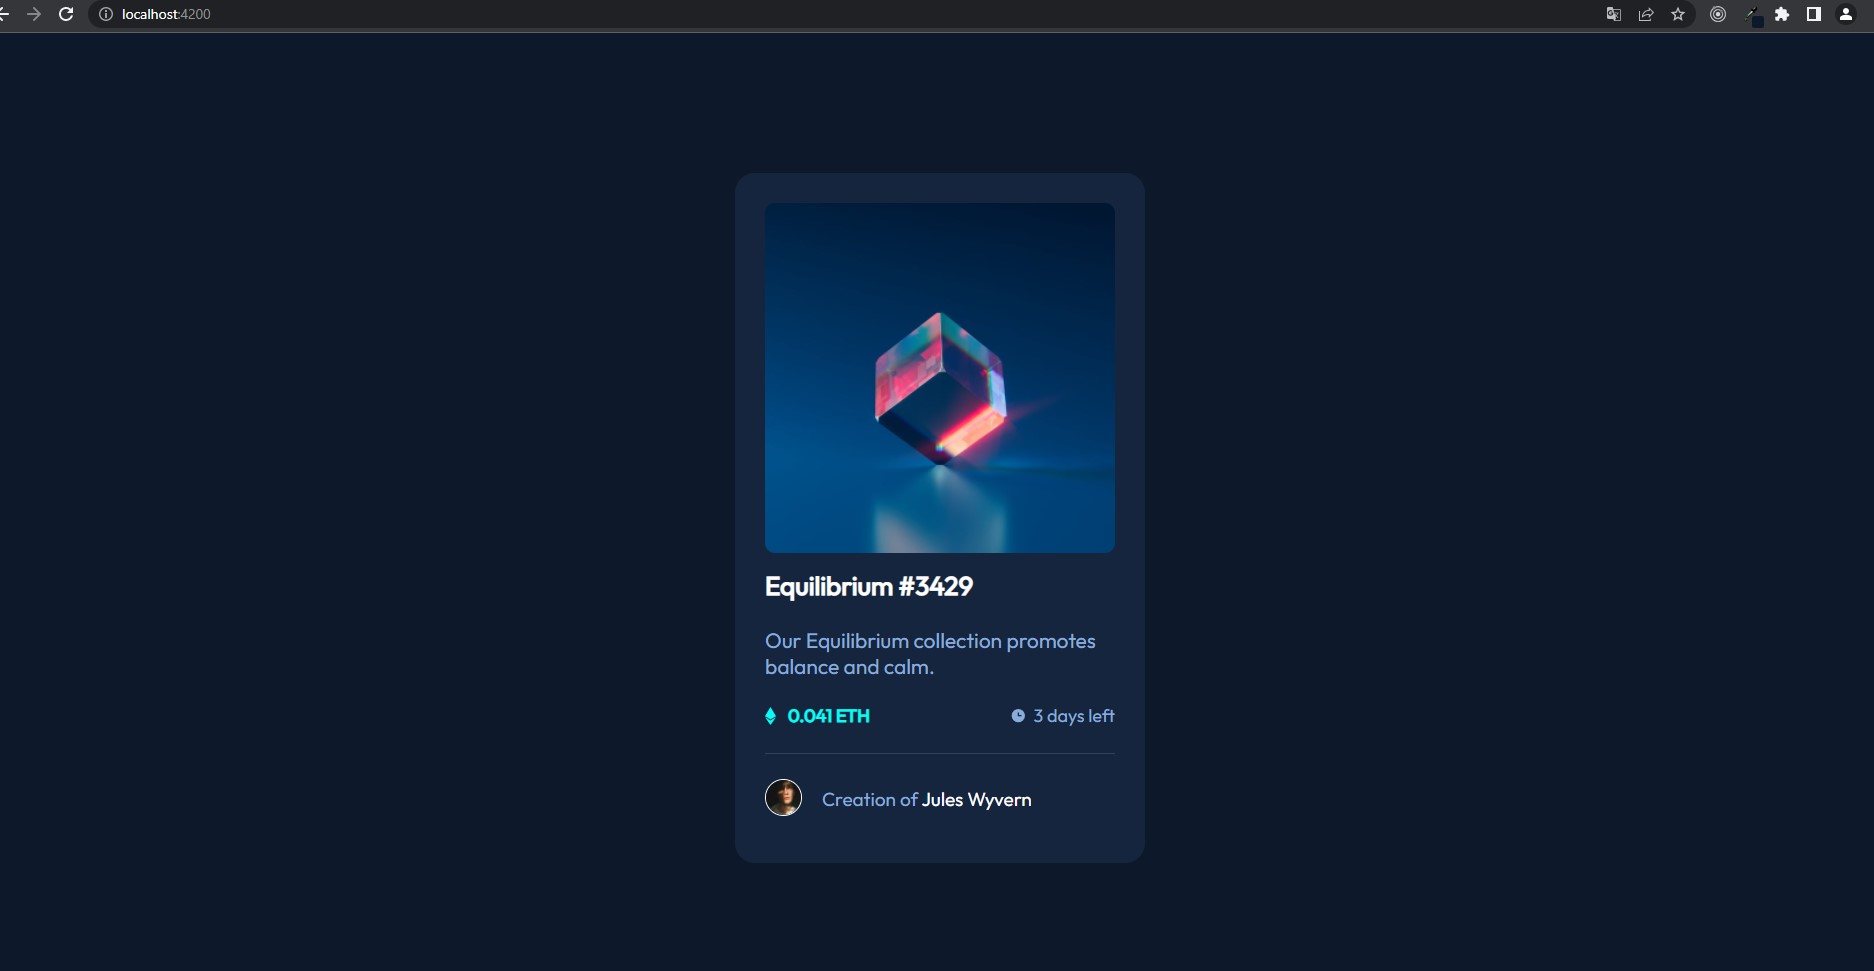 localhost:4200
Equilibrium #3429
Our Equilibrium collection promotes
balance and calm.
0.041 ETH
3 days left
Creation of Jules Wyvern